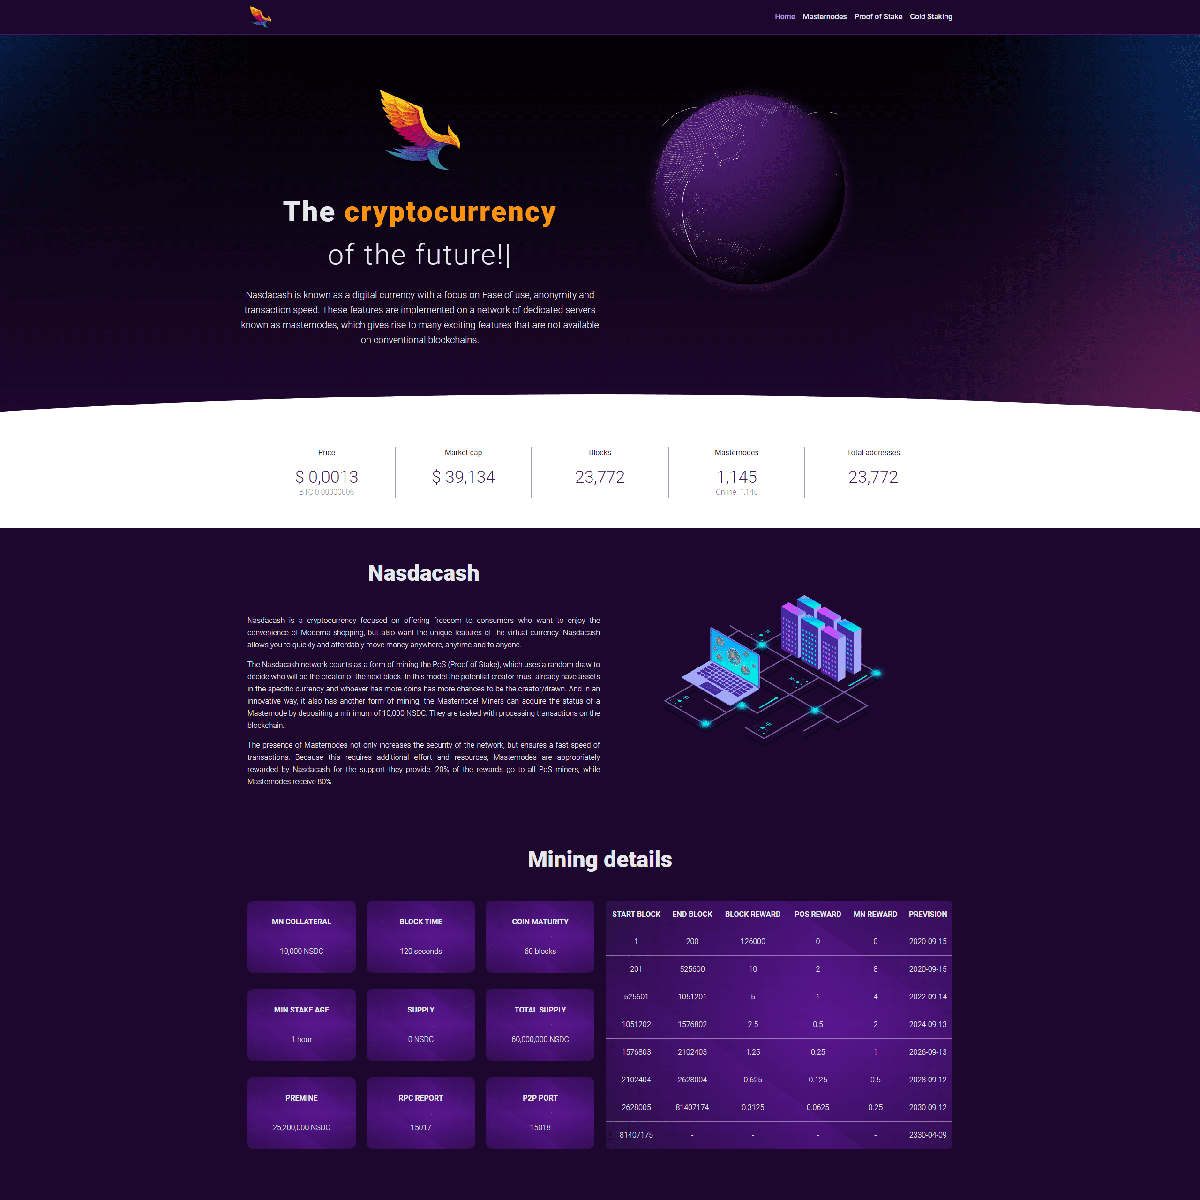 Home Masternodes Proof of Stake Cold Staking
The cryptocurrency
of the future!|
Nasdacash is known as a digital currency with a focus on Ease of use, anonymity and
transaction speed. These features are implemented on a network of dedicated servers
known as masternodes, which gives rise to many exciting features that are not available
on conventional blockchains.
Price
$ 0,0013
BTC 0.00000006
Market cap
$ 39,134
Blocks
23,772
Masternodes
1,145
Online: 1,145
Total addresses
23,772
Nasdacash
Nasdacash is a cryptocurrency focused on offering freedom to consumers who want to enjoy the
convenience of Moderna shopping, but also want the unique features of the virtual currency. Nasdacash
allows you to quickly and affordably move money anywhere, anytime and to anyone.
The Nasdacash network counts as a form of mining the PoS (Proof of Stake), which uses a random draw to
decide who will be the creator of the next block. In this model the potential creator must already have assets
in the specific currency and whoever has more coins has more chances to be the creator/drawn. And in an
innovative way, it also has another form of mining, the Masternode! Miners can acquire the status of a
Masternode by depositing a minimum of 10,000 NSDC. They are tasked with processing transactions on the
blockchain.
The presence of Masternodes not only increases the security of the network, but ensures a fast speed of
transactions. Because this requires additional effort and resources, Masternodes are appropriately
rewarded by Nasdacash for the support they provide. 20% of the rewards go to all PoS miners, while
Masternodes receive 80%.
Mining details
MN COLLATERAL
10,000 NSDC
BLOCK TIME
120 seconds
COIN MATURITY
60 blocks
MIN STAKE AGE
1 hour
SUPPLY
0 NSDC
TOTAL SUPPLY
60,000,000 NSDC
PREMINE
25,200,000 NSDC
RPC REPORT
15017
P2P PORT
15018
START BLOCK END BLOCK BLOCK REWARD POS REWARD MN REWARD PREVISION
1 200 126000 0 0 2020-09-15
201 525600 10 2 8 2020-09-15
525601 1051201 5 1 4 2022-09-14
1051202 1576802 2.5 0.5 2 2024-09-13
1576803 2102403 1.25 0.25 1 2026-09-13
2102404 2628004 0.625 0.125 0.5 2028-09-12
2628005 81407174 0.3125 0.0625 0.25 2030-09-12
81407175 - - - - 2330-04-09